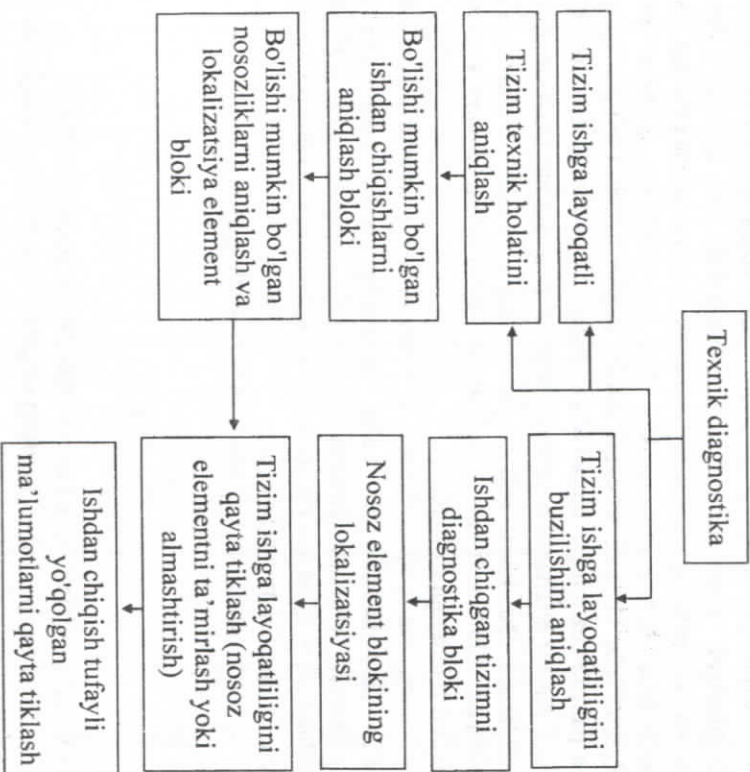 Texnik diagnostika
Tizim ishga layoqatli
Tizim texnik holatini
aniqlash
Bo'lishi mumkin bo'lgan
ishdan chiqishlarni
aniqlash bloki
Bo'lishi mumkin bo'lgan
nosozliklarni aniqlash va
lokalizatsiya element
bloki
Tizim ishga layoqatliligini
buzilishini aniqlash
Ishdan chiqgan tizimni
diagnostika bloki
Nosoz element blokining
lokalizatsiyasi
Tizim ishga layoqatliligini
qayta tiklash (nosoz
elementni ta'mirlash yoki
almashtirish)
Ishdan chiqish tufayli
yo'qolgan
ma'lumotlarni qayta tiklash